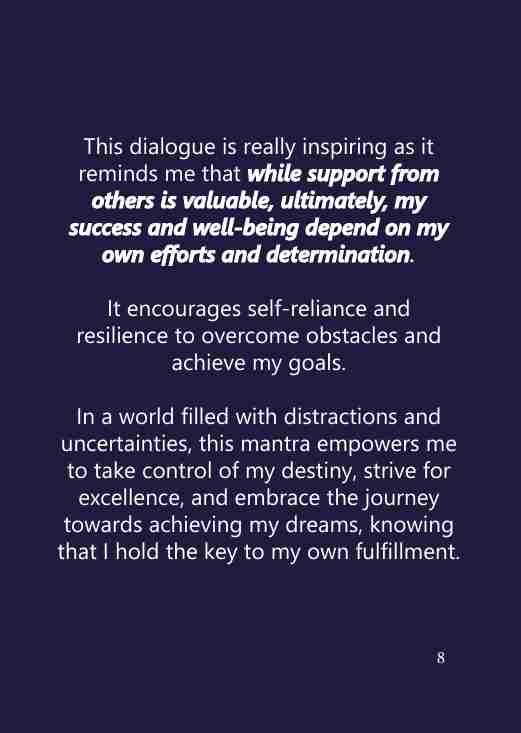 This dialogue is really inspiring as it
reminds me that while support from
others is valuable, ultimately, my
success and well-being depend on my
own efforts and determination.
It encourages self-reliance and
resilience to overcome obstacles and
achieve my goals.
In a world filled with distractions and
uncertainties, this mantra empowers me
to take control of my destiny, strive for
excellence, and embrace the journey
towards achieving my dreams, knowing
that I hold the key to my own fulfillment.
8